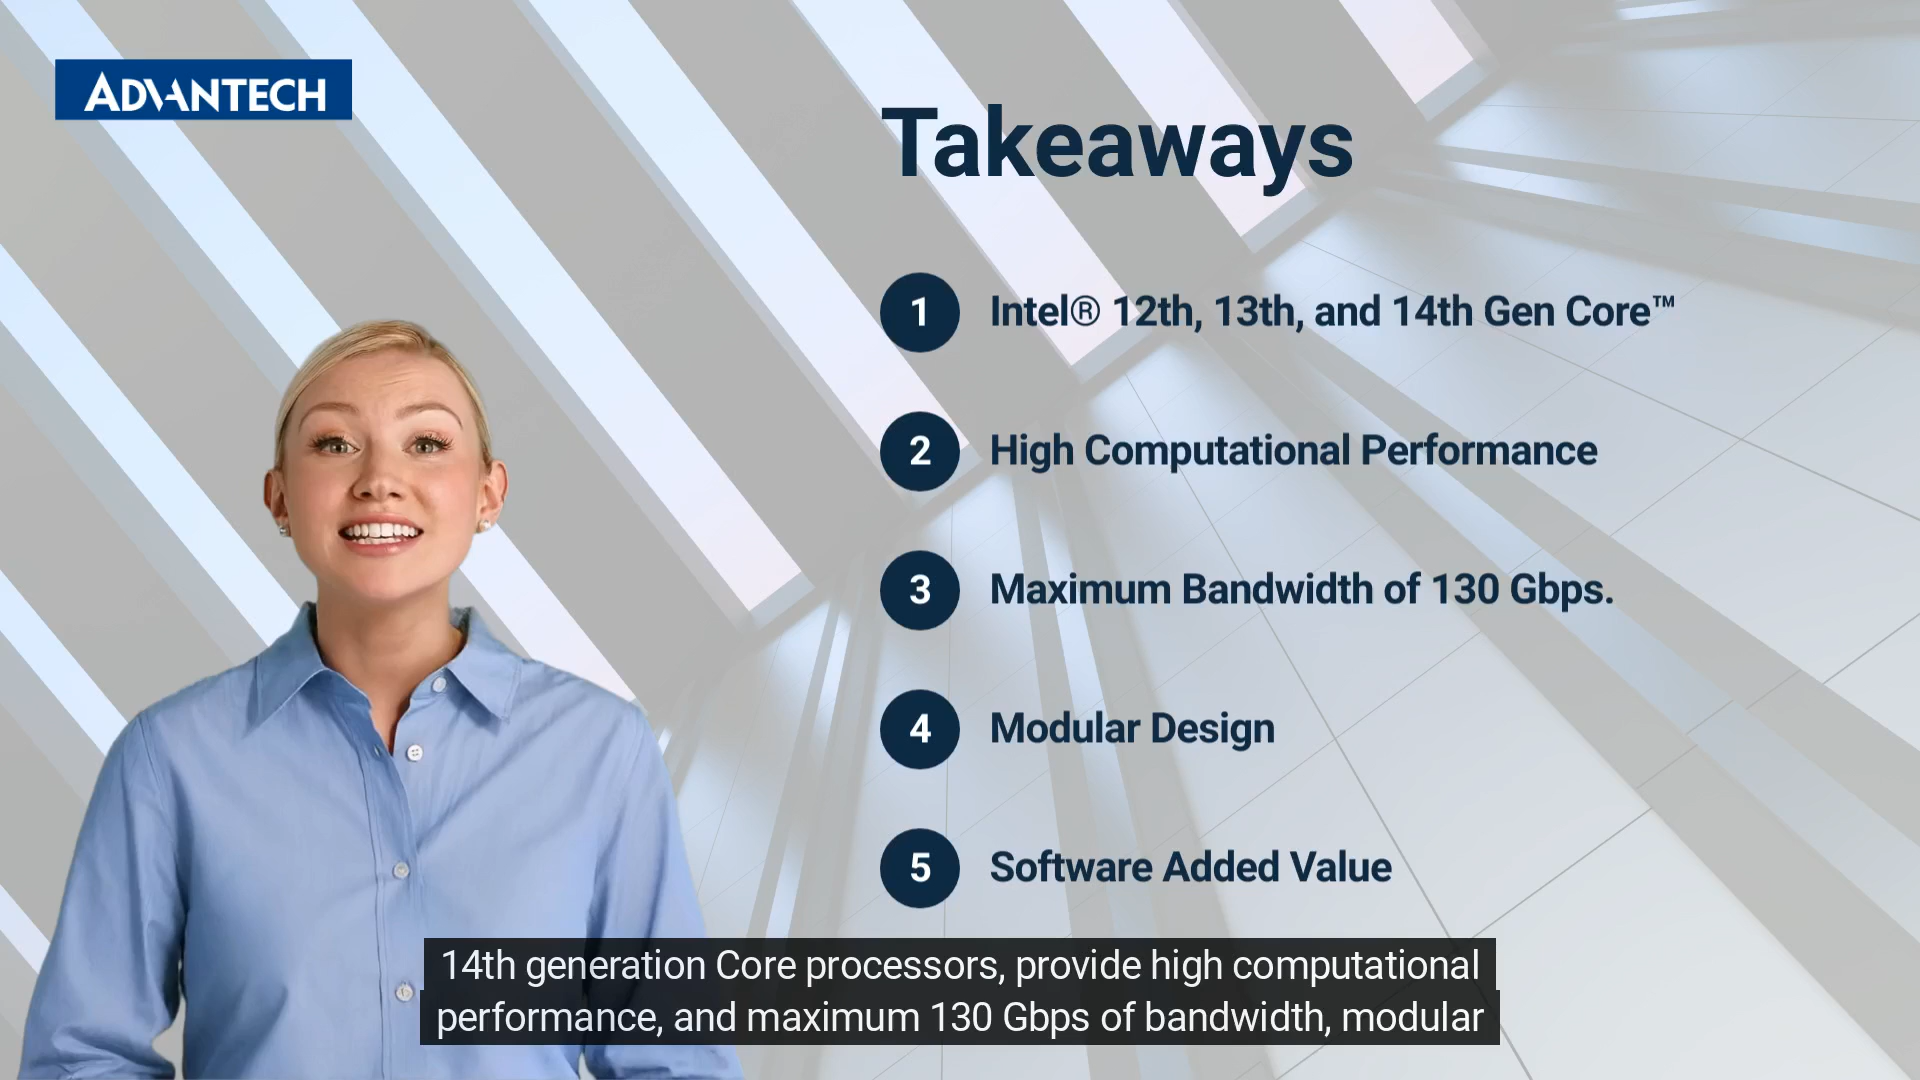 ADVANTECH
Takeaways
1 Intel® 12th, 13th, and 14th Gen Core™
2 High Computational Performance
3 Maximum Bandwidth of 130 Gbps.
4 Modular Design
5 Software Added Value
14th generation Core processors, provide high computational
performance, and maximum 130 Gbps of bandwidth, modular